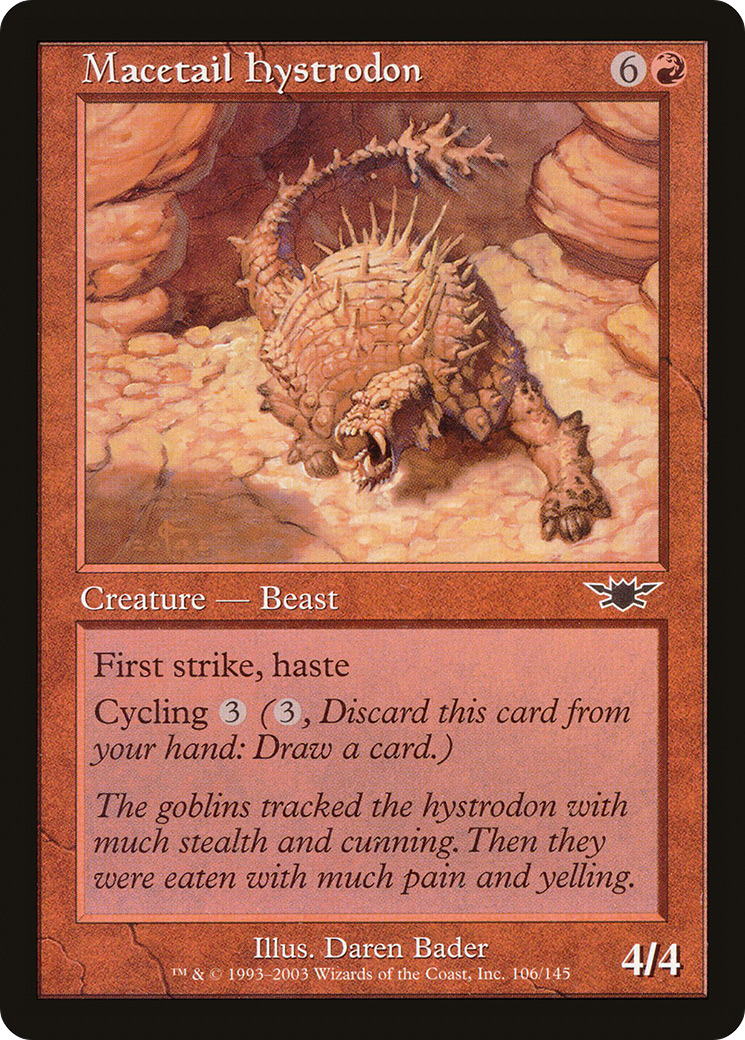 Macetail Hystrodon 6
Creature — Beast
First strike, haste
Cycling 3 (3, Discard this card from
your hand: Draw a card.)
The goblins tracked the hystrodon with
much stealth and cunning. Then they
were eaten with much pain and yelling.
Illus. Daren Bader
™ & © 1993–2003 Wizards of the Coast, Inc. 106/145
4/4